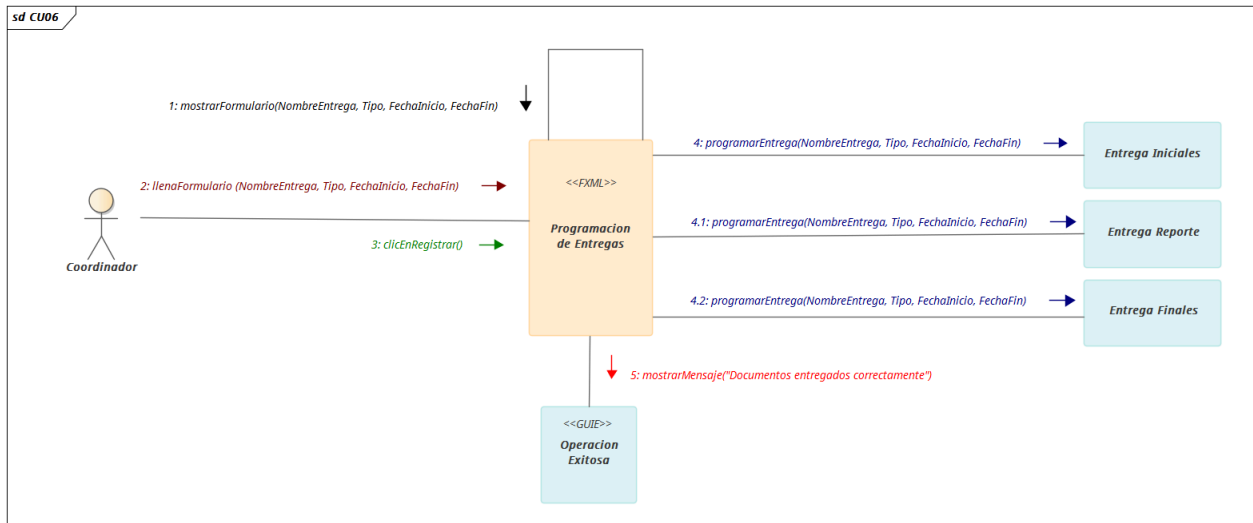 sd CU06
1: mostrarFormulario(NombreEntrega, Tipo, FechaInicio, FechaFin)
4: programarEntrega(NombreEntrega, Tipo, FechaInicio, FechaFin)
Entrega Iniciales
2: llenaFormulario (NombreEntrega, Tipo, FechaInicio, FechaFin)
<<FXML>>
Programacion
de Entregas
4.1: programarEntrega(NombreEntrega, Tipo, FechaInicio, FechaFin)
Entrega Reporte
3: clicEnRegistrar()
Coordinador
4.2: programarEntrega(NombreEntrega, Tipo, FechaInicio, FechaFin)
Entrega Finales
5: mostrarMensaje("Documentos entregados correctamente")
<<GUIE>>
Operacion
Exitosa